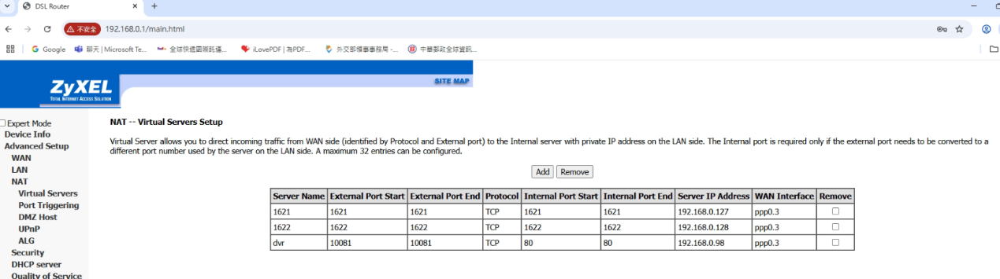 DSL Router
不安全 192.168.0.1/main.html
Google 聊天 | Microsoft Te... 全球快遞
iLovePDF | 為PDF... 外交部領事事務局 -... 中華郵政全球資訊...
ZyXEL
TOTAL INTERNET ACCESS SOLUTION
SITE MAP
Expert Mode
Device Info
Advanced Setup
WAN
LAN
NAT
Virtual Servers
Port Triggering
DMZ Host
UPnP
ALG
Security
DHCP server
Quality of Service
NAT -- Virtual Servers Setup
Virtual Server allows you to direct incoming traffic from WAN side (identified by Protocol and External port) to the Internal server with private IP address on the LAN side. The Internal port is required only if the external port needs to be converted to a
different port number used by the server on the LAN side. A maximum 32 entries can be configured.
Add Remove
Server Name External Port Start External Port End Protocol Internal Port Start Internal Port End Server IP Address WAN Interface Remove
1621 1621 1621 TCP 1621 1621 192.168.0.127 ppp0.3
1622 1622 1622 TCP 1622 1622 192.168.0.128 ppp0.3
dvr 10081 10081 TCP 80 80 192.168.0.98 ppp0.3